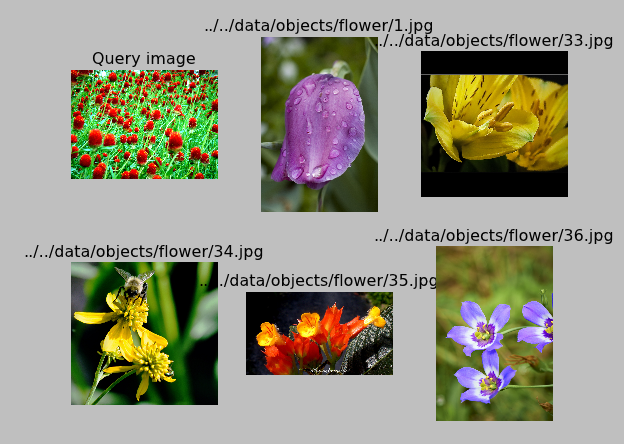 Query image
../../data/objects/flower/1.jpg
./../data/objects/flower/33.jpg
../../data/objects/flower/34.jpg
./data/objects/flower/35.jpg
../../data/objects/flower/36.jpg